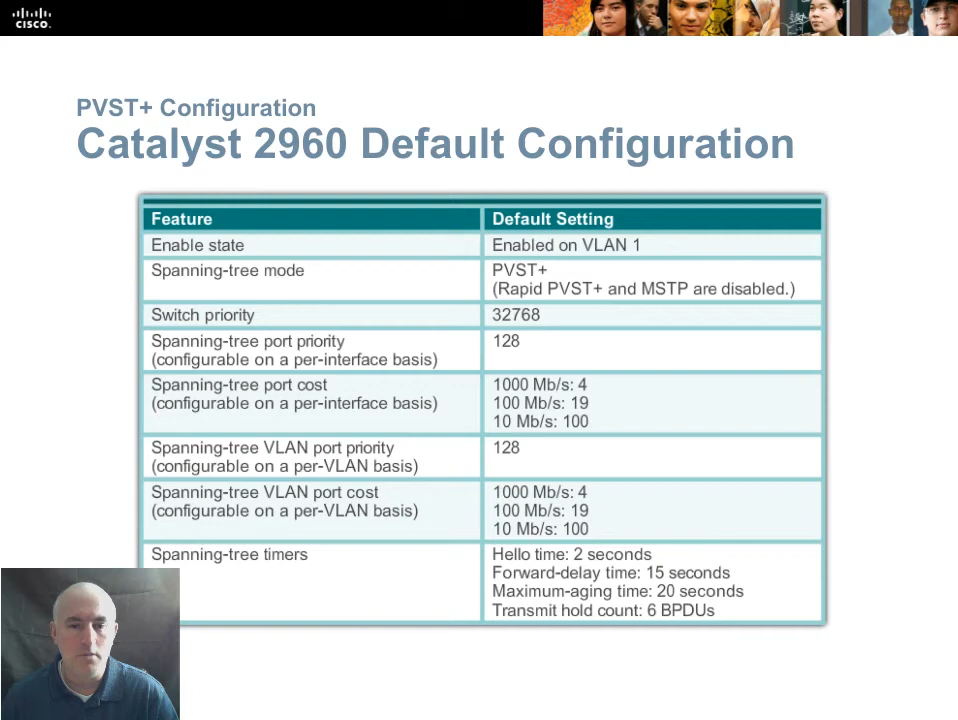 CISCO.
PVST+ Configuration
Catalyst 2960 Default Configuration
Feature
Default Setting
Enable state
Enabled on VLAN 1
Spanning-tree mode
PVST+
(Rapid PVST+ and MSTP are disabled.)
Switch priority
32768
Spanning-tree port priority
(configurable on a per-interface basis)
128
Spanning-tree port cost
(configurable on a per-interface basis)
1000 Mb/s: 4
100 Mb/s: 19
10 Mb/s: 100
Spanning-tree VLAN port priority
(configurable on a per-VLAN basis)
128
Spanning-tree VLAN port cost
(configurable on a per-VLAN basis)
1000 Mb/s: 4
100 Mb/s: 19
10 Mb/s: 100
Spanning-tree timers
Hello time: 2 seconds
Forward-delay time: 15 seconds
Maximum-aging time: 20 seconds
Transmit hold count: 6 BPDUs